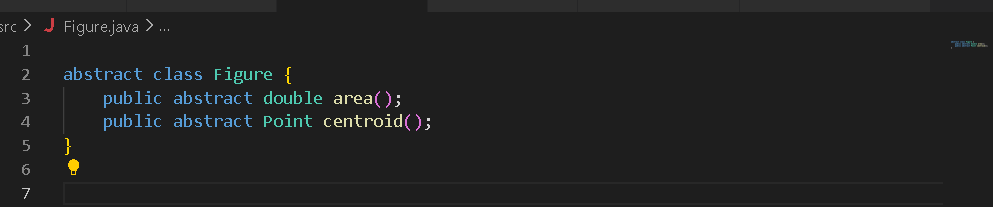 src > Figure.java > ...
1
2 abstract class Figure {
3 public abstract double area();
4 public abstract Point centroid();
5 }
6
7